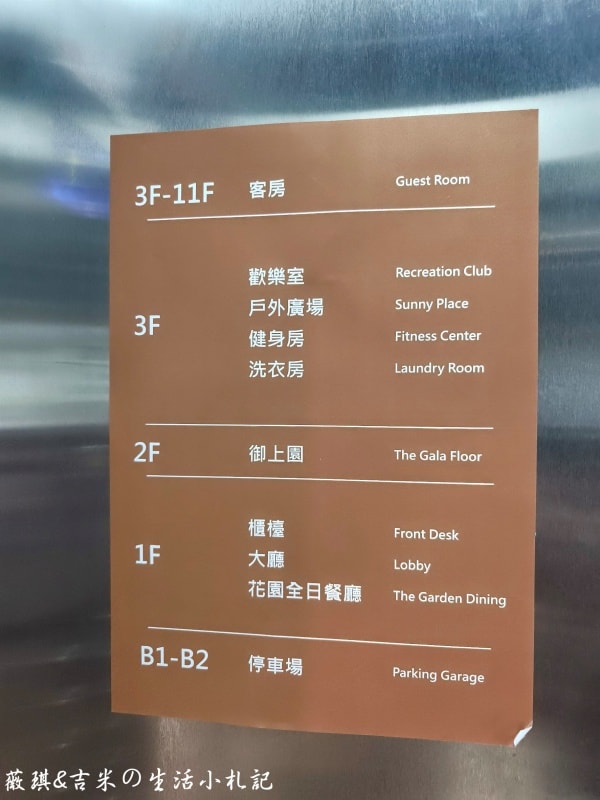 3F-11F 客房 Guest Room
歡樂室 Recreation Club
戶外廣場 Sunny Place
3F
健身房 Fitness Center
洗衣房 Laundry Room
2F 御上園 The Gala Floor
櫃檯 Front Desk
1F 大廳 Lobby
花園全日餐廳 The Garden Dining
B1-B2 停車場 Parking Garage
薇琪&吉米の生活小札記